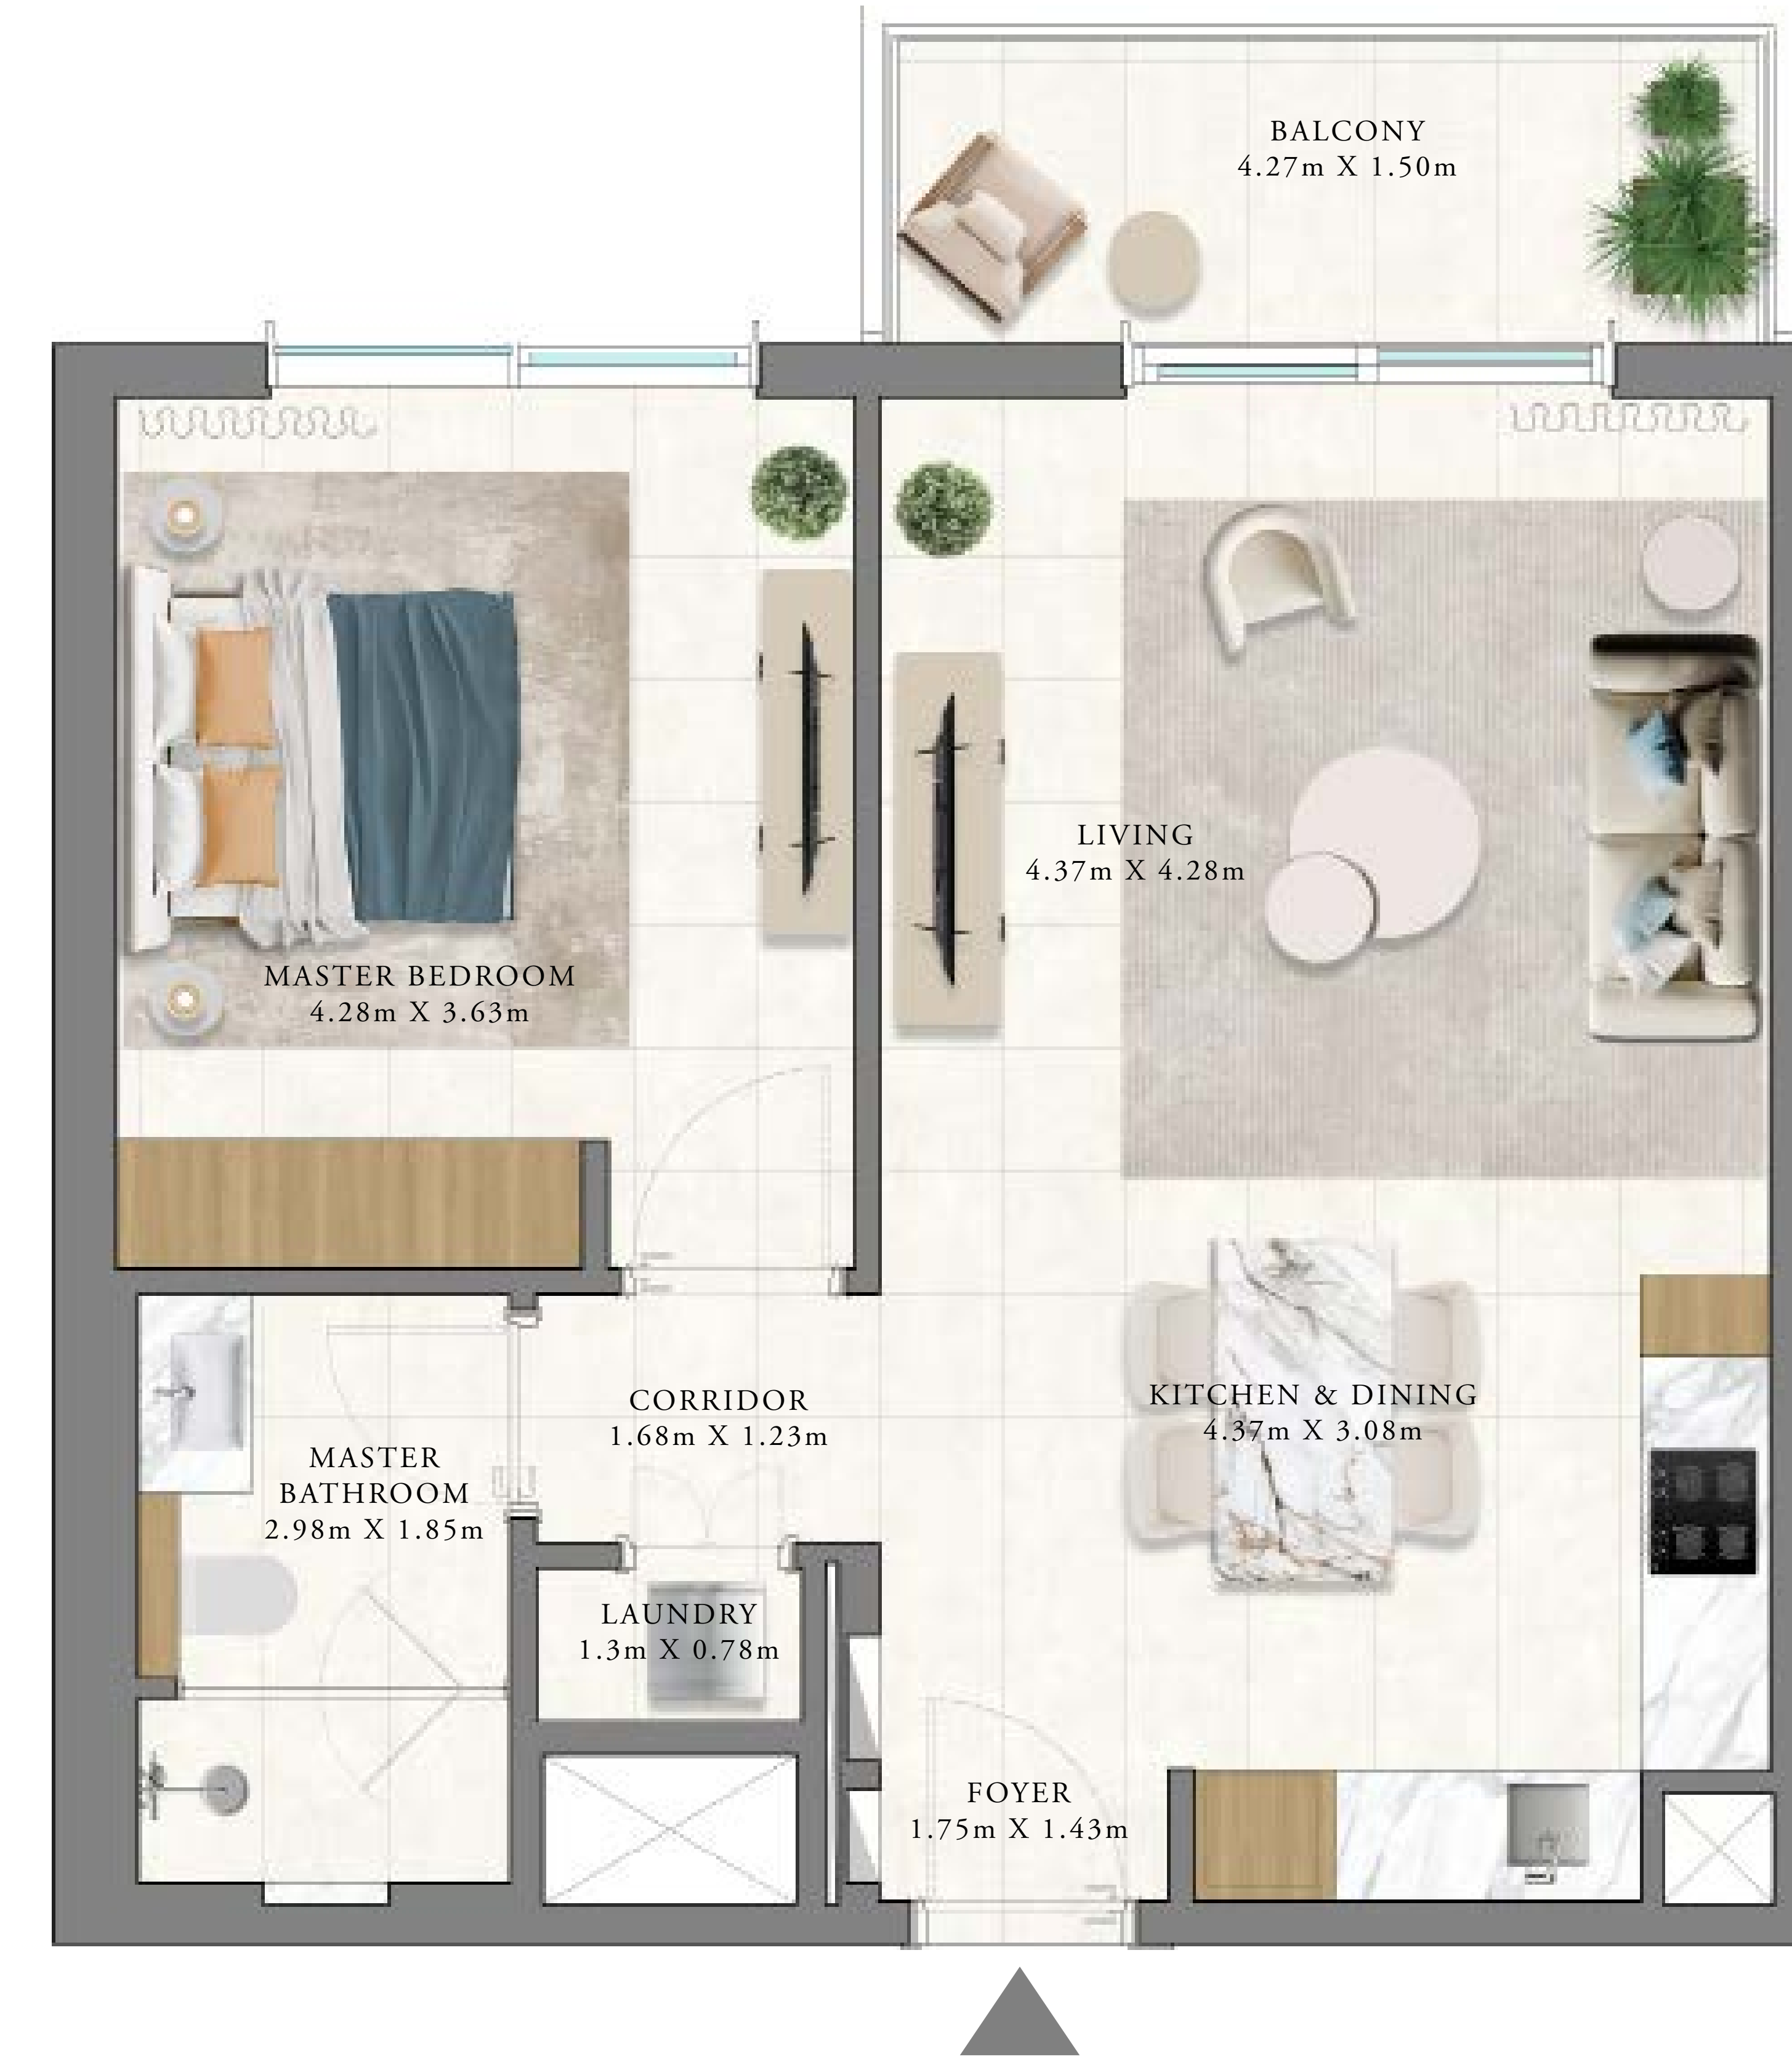 BALCONY
4.27m X 1.50m
LIVING
4.37m X 4.28m
MASTER BEDROOM
4.28m X 3.63m
CORRIDOR
1.68m X 1.23m
KITCHEN & DINING
4.37m X 3.08m
MASTER
BATHROOM
2.98m X 1.85m
LAUNDRY
1.3m X 0.78m
FOYER
1.75m X 1.43m